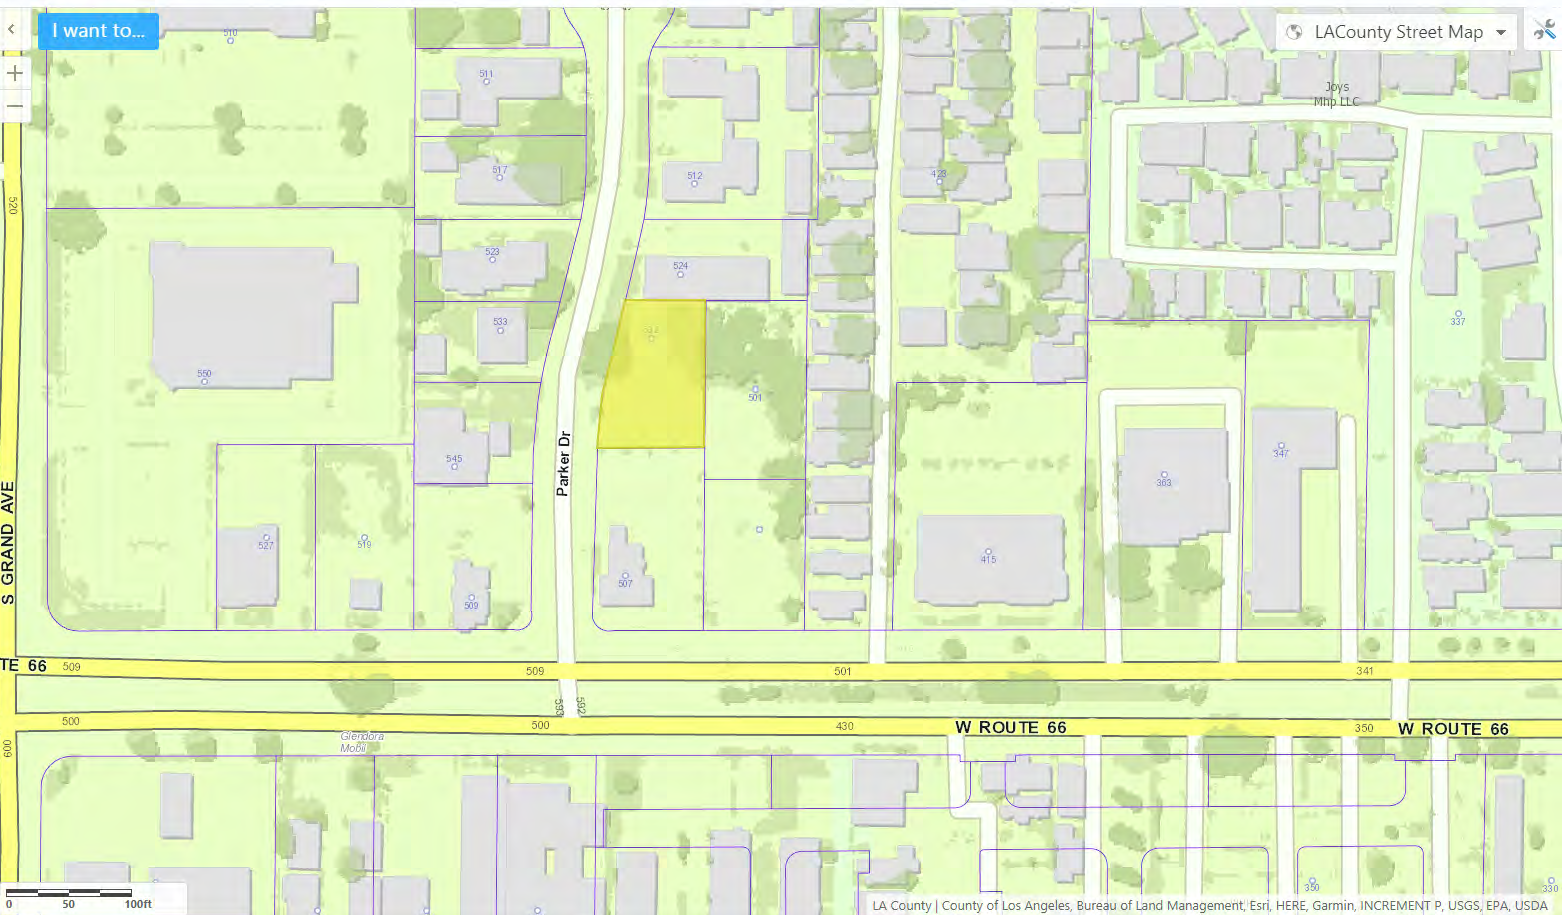 I want to...
LACounty Street Map
510
511
Joys
Mhp LLC
517
512
423
520
523
524
533
337
550
501
545
347
363
Parker Dr
S GRAND AVE
527
519
415
507
509
TE 66
509
509
501
341
593
592
500
500
430
W ROUTE 66
350
W ROUTE 66
Glendora
Mobil
600
350
330
0 50 100ft
LA County | County of Los Angeles, Bureau of Land Management, Esri, HERE, Garmin, INCREMENT P, USGS, EPA, USDA